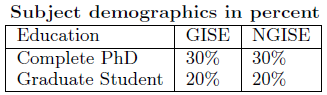 Subject demographics in percent
Education GISE NGISE
Complete PhD 30% 30%
Graduate Student 20% 20%